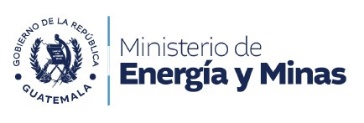 GOBIERNO DE LA REPÚBLICA
GUATEMALA
Ministerio de
Energía y Minas